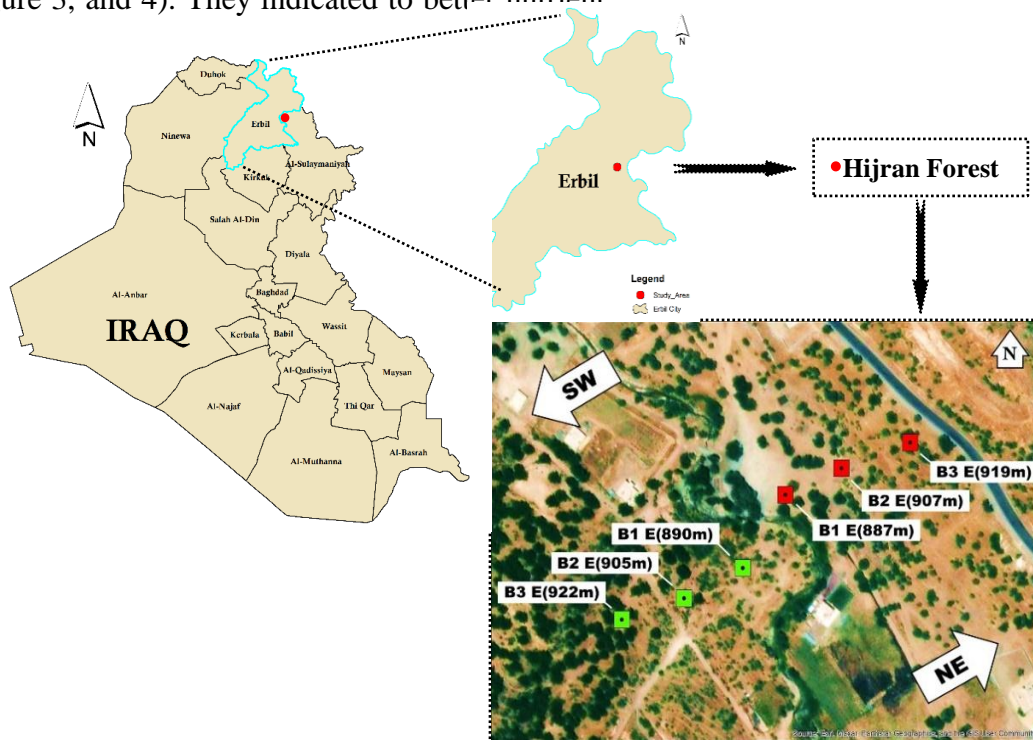 ure 3, and 4). They indicated to bet
N
Duhok
Ninewa
Erbil
Al-Sulaymaniyah
Kirkuk
Salah Al-Din
Diyala
Al-Anbar
Baghdad
IRAQ
Kerbala
Babil
Wassit
Al-Qadissiya
Maysan
Al-Najaf
Thi Qar
Al-Basrah
Al-Muthanna
N
Erbil
Legend
Study_Area
Erbil City
Hijran Forest
N
SW
B3 E(919m)
B2 E(907m)
B1 E(887m)
B1 E(890m)
B2 E(905m)
B3 E(922m)
NE